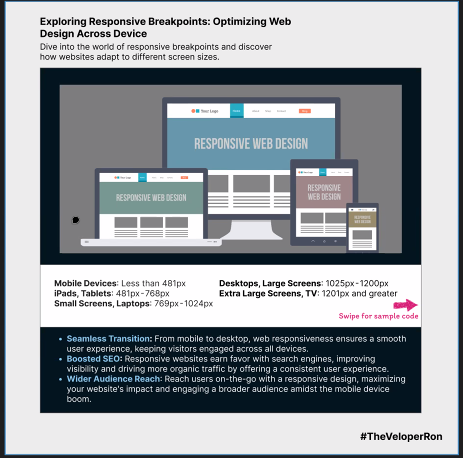 Exploring Responsive Breakpoints: Optimizing Web
Design Across Device
Dive into the world of responsive breakpoints and discover
how websites adapt to different screen sizes.
Your Logo
RESPONSIVE WEB DESIGN
RESPONSIVE WEB DESIGN
RESPONSIVE
WEB DESIGN
RESPONSIVE
WEB DESIGN
Mobile Devices: Less than 481px
iPads, Tablets: 481px-768px
Small Screens, Laptops: 769px-1024px
Desktops, Large Screens: 1025px-1200px
Extra Large Screens, TV: 1201px and greater
Swipe for sample code
• Seamless Transition: From mobile to desktop, web responsiveness ensures a smooth
user experience, keeping visitors engaged across all devices.
• Boosted SEO: Responsive websites earn favor with search engines, improving
visibility and driving more organic traffic by offering a consistent user experience.
• Wider Audience Reach: Reach users on-the-go with a responsive design, maximizing
your website's impact and engaging a broader audience amidst the mobile device
boom.
#TheVeloperRon